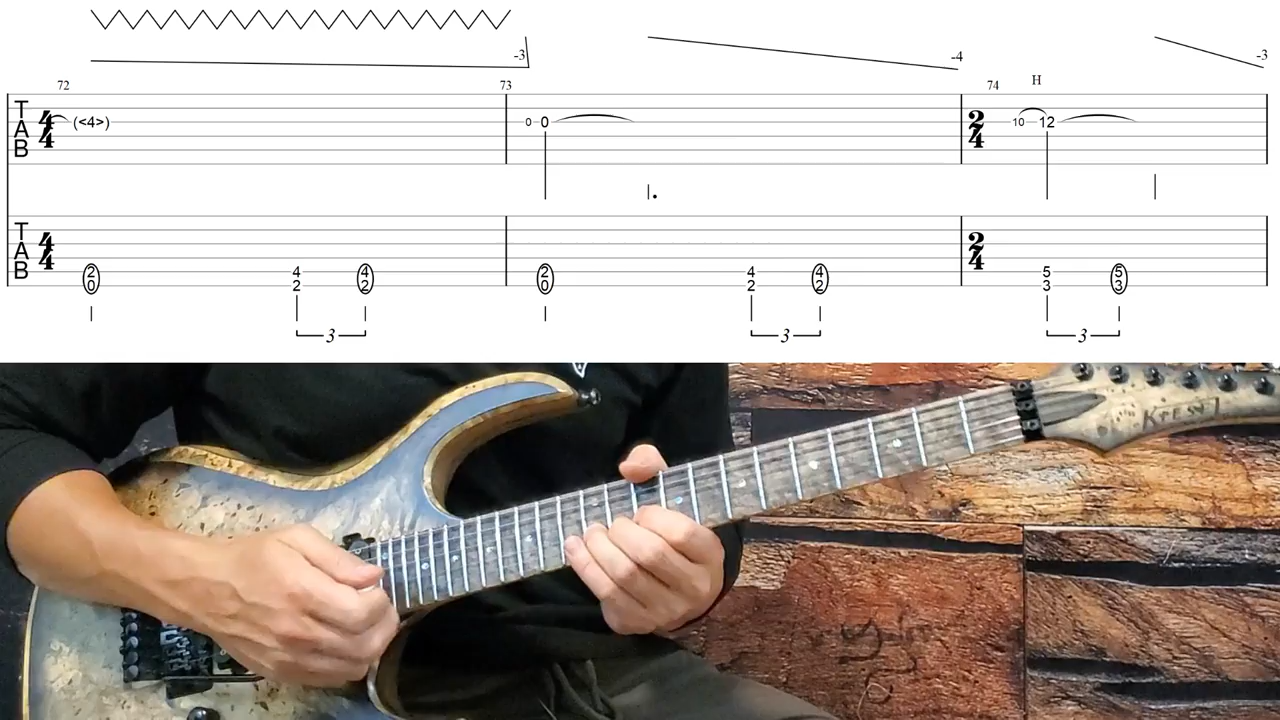 -3 -4 -3
72 73 74 H
T A B 4/4 (<4>) 0 0 2/4 10 12
T A B 4/4 2 4 4 2 4 4 2/4 5 5
0 2 2 0 2 2 3 3
3 3 3